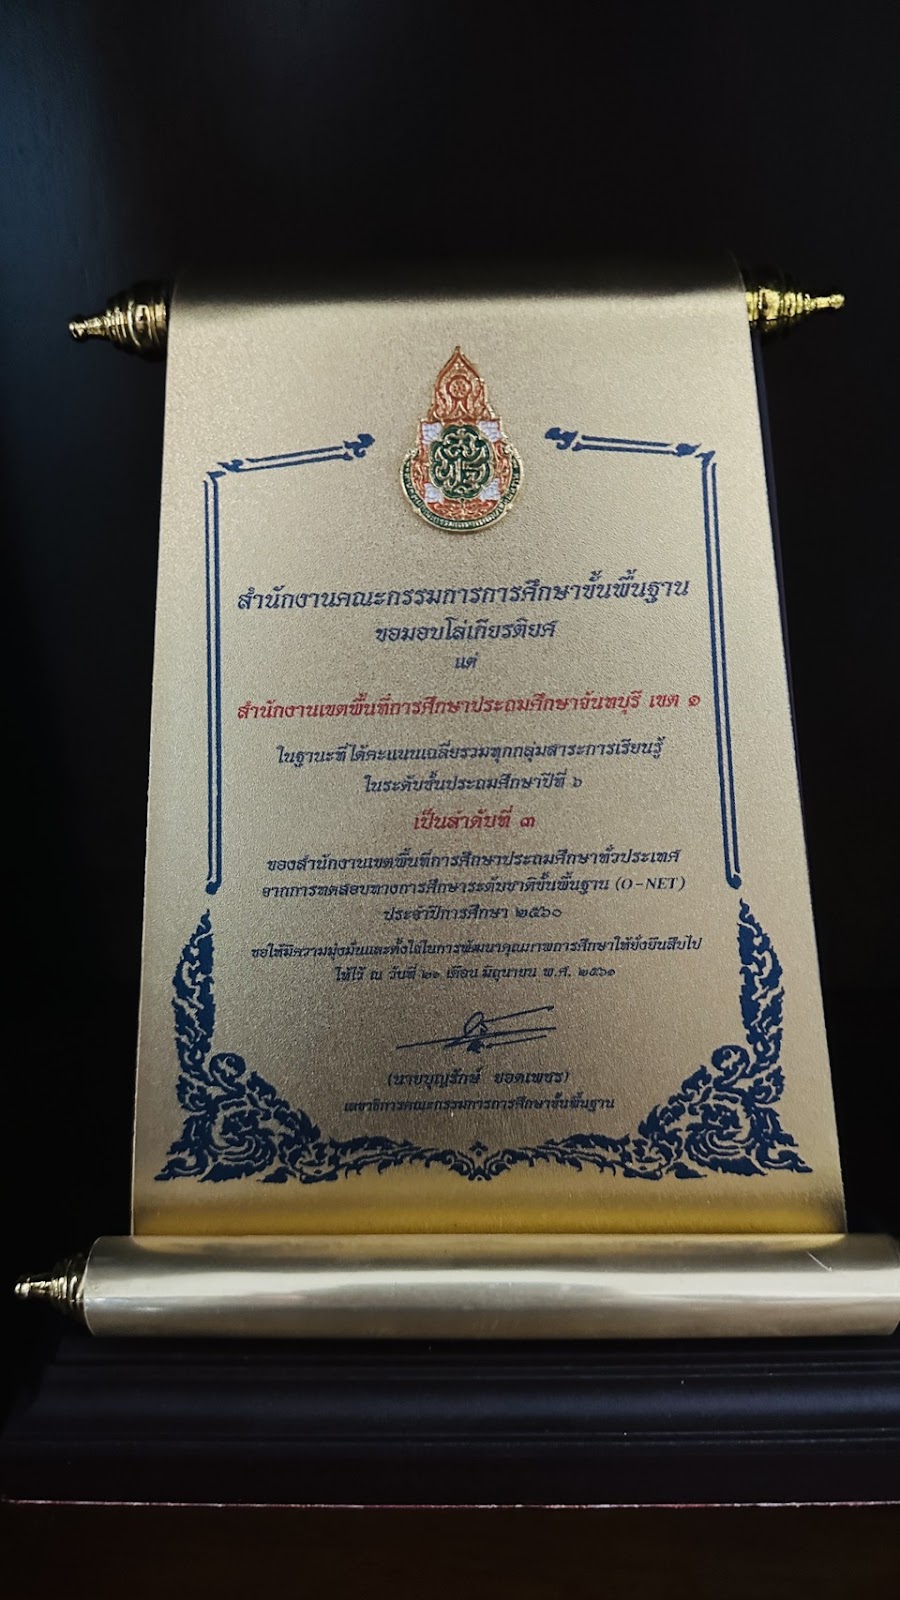 สำนักงานคณะกรรมการการศึกษาขั้นพื้นฐาน
ขอมอบโล่เกียรติยศ
แด่
สำนักงานเขตพื้นที่การศึกษาประถมศึกษาจันทบุรี เขต ๑
ในฐานะที่ได้คะแนนเฉลี่ยรวมทุกกลุ่มสาระการเรียนรู้
ในระดับชั้นประถมศึกษาปีที่ ๖
เป็นลำดับที่ ๓
ของสำนักงานเขตพื้นที่การศึกษาประถมศึกษาทั่วประเทศ
จากการทดสอบทางการศึกษาระดับชาติขั้นพื้นฐาน (O-NET)
ประจำปีการศึกษา ๒๕๖๐
ขอให้มีความมุ่งมั่นและตั้งใจในการพัฒนาคุณภาพการศึกษาให้ยั่งยืนสืบไป
ให้ไว้ ณ วันที่ ๒๑ เดือน มิถุนายน พ.ศ. ๒๕๖๑
(นายบุญรักษ์ ยอดเพชร)
เลขาธิการคณะกรรมการการศึกษาขั้นพื้นฐาน